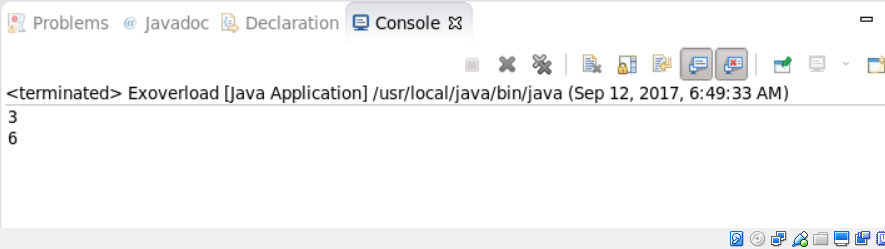 Problems @ Javadoc Declaration Console
<terminated> Exoverload [Java Application] /usr/local/java/bin/java (Sep 12, 2017, 6:49:33 AM)
3
6